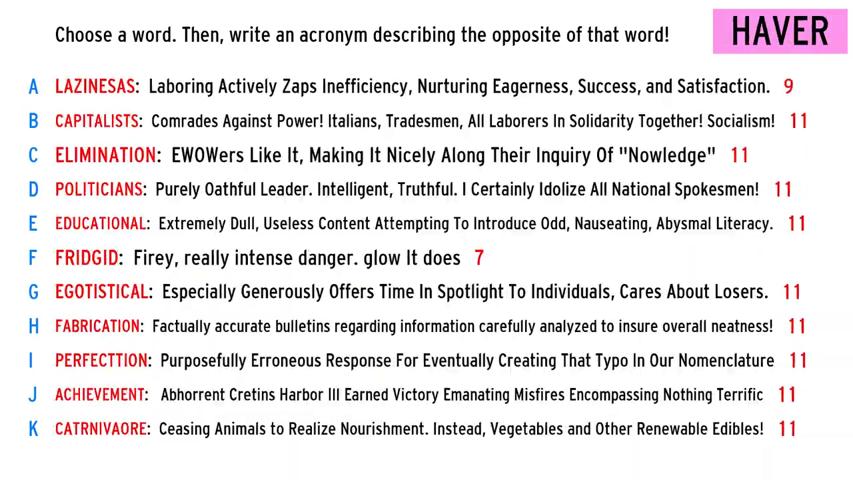 Choose a word. Then, write an acronym describing the opposite of that word!
HAVER
A LAZINESAS: Laboring Actively Zaps Inefficiency, Nurturing Eagerness, Success, and Satisfaction. 9
B CAPITALISTS: Comrades Against Power! Italians, Tradesmen, All Laborers In Solidarity Together! Socialism! 11
C ELIMINATION: EWOWers Like It, Making It Nicely Along Their Inquiry Of "Nowledge" 11
D POLITICIANS: Purely Oathful Leader. Intelligent, Truthful. I Certainly Idolize All National Spokesmen! 11
E EDUCATIONAL: Extremely Dull, Useless Content Attempting To Introduce Odd, Nauseating, Abysmal Literacy. 11
F FRIDGID: Firey, really intense danger. glow It does 7
G EGOTISTICAL: Especially Generously Offers Time In Spotlight To Individuals, Cares About Losers. 11
H FABRICATION: Factually accurate bulletins regarding information carefully analyzed to insure overall neatness! 11
I PERFECTTION: Purposefully Erroneous Response For Eventually Creating That Typo In Our Nomenclature 11
J ACHIEVEMENT: Abhorrent Cretins Harbor Ill Earned Victory Emanating Misfires Encompassing Nothing Terrific 11
K CATRNIVAORE: Ceasing Animals to Realize Nourishment. Instead, Vegetables and Other Renewable Edibles! 11